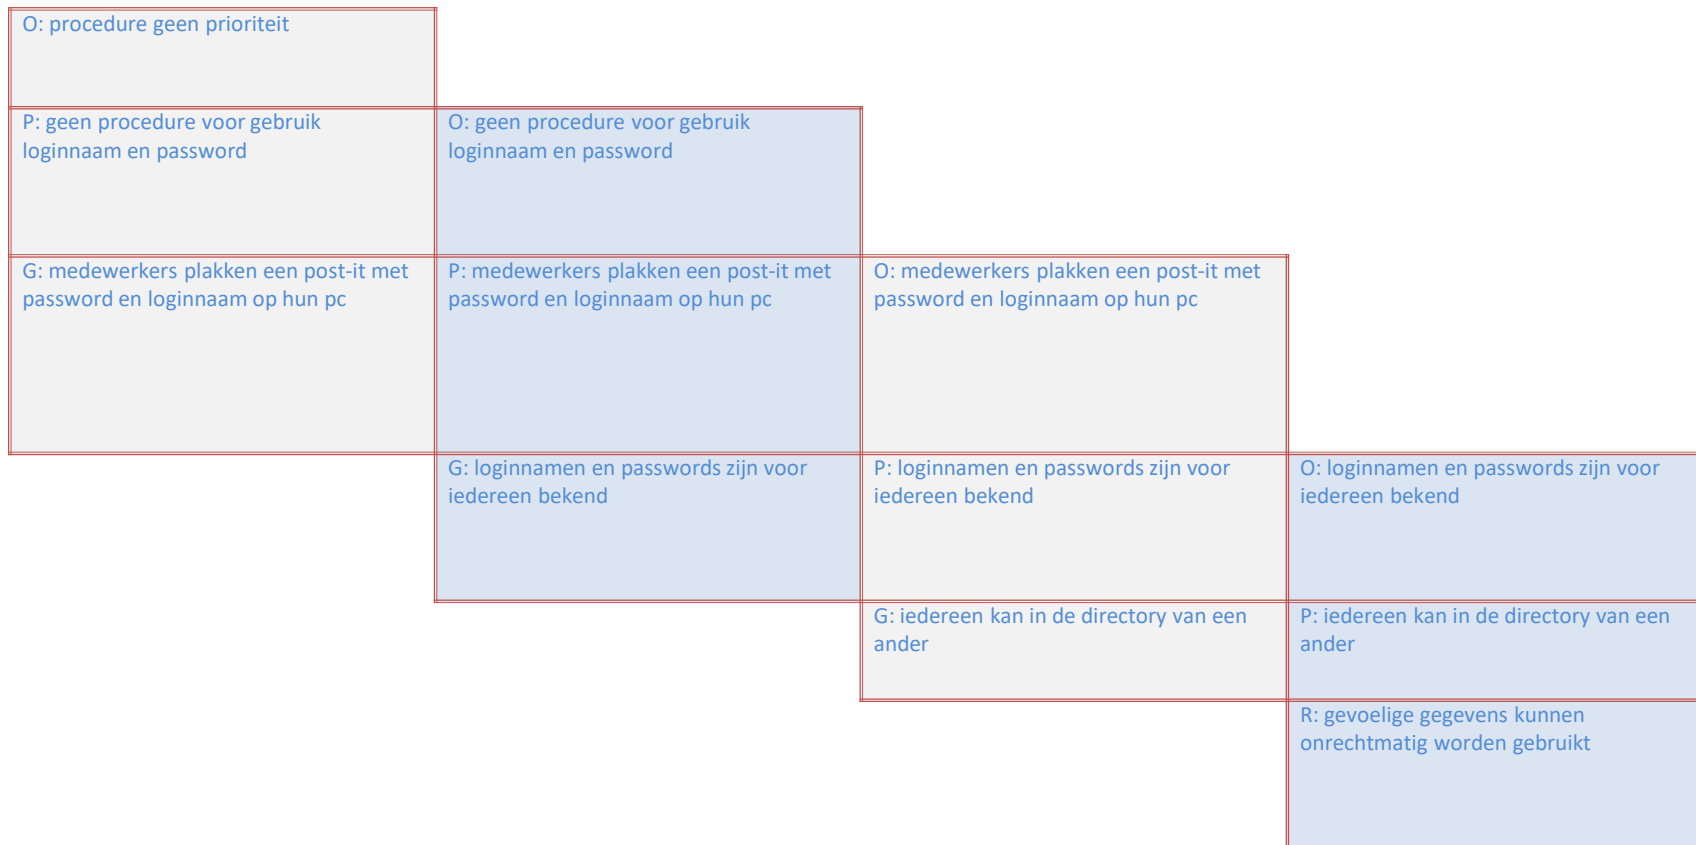 O: procedure geen prioriteit
P: geen procedure voor gebruik
loginnaam en password
O: geen procedure voor gebruik
loginnaam en password
G: medewerkers plakken een post-it met
password en loginnaam op hun pc
P: medewerkers plakken een post-it met
password en loginnaam op hun pc
O: medewerkers plakken een post-it met
password en loginnaam op hun pc
G: loginnamen en passwords zijn voor
iedereen bekend
P: loginnamen en passwords zijn voor
iedereen bekend
O: loginnamen en passwords zijn voor
iedereen bekend
G: iedereen kan in de directory van een
ander
P: iedereen kan in de directory van een
ander
R: gevoelige gegevens kunnen
onrechtmatig worden gebruikt